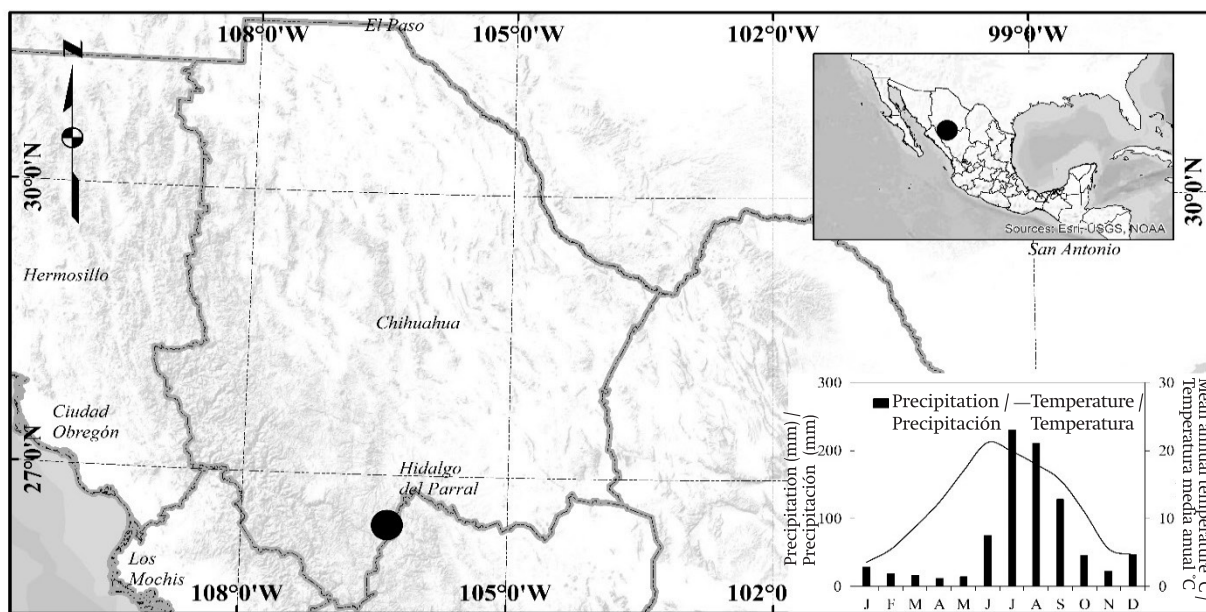 El Paso
108°0'W 105°0'W 102°0'W 99°0'W
30°0'N
30°0'N
Sources: Esri, USGS, NOAA
San Antonio
Hermosillo
Chihuahua
Ciudad
Obregón
27°0'N
Hidalgo
del Parral
Los
Mochis
108°0'W 105°0'W 102°0'W
Precipitation (mm) /
Precipitación (mm)
300
200
100
0
Precipitation / Temperature /
Precipitación Temperatura
30
20
10
0
Mean annual temperature °C /
Temperatura media anual °C
J F M A M J J A S O N D